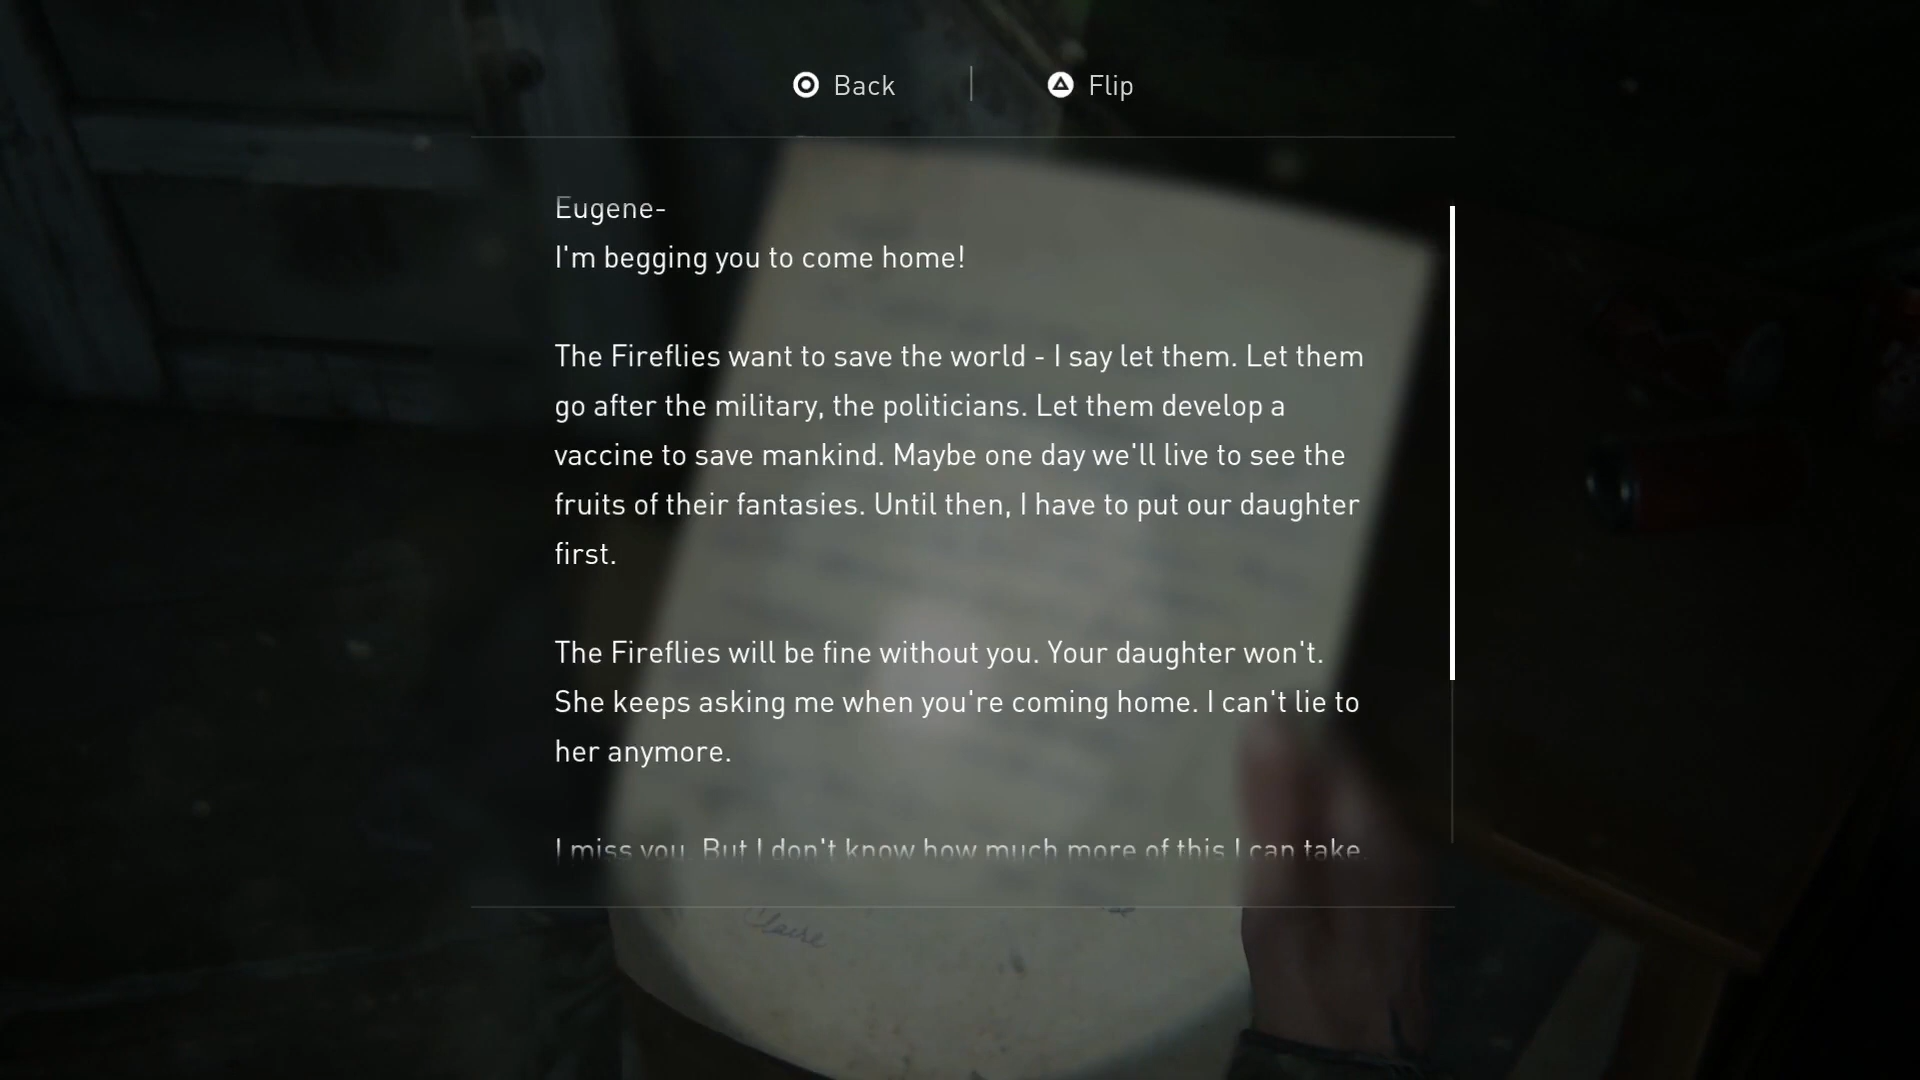 Back
Flip
Eugene-
I'm begging you to come home!
The Fireflies want to save the world - I say let them. Let them
go after the military, the politicians. Let them develop a
vaccine to save mankind. Maybe one day we'll live to see the
fruits of their fantasies. Until then, I have to put our daughter
first.
The Fireflies will be fine without you. Your daughter won't.
She keeps asking me when you're coming home. I can't lie to
her anymore.
I miss you. But I don't know how much more of this I can take.
Claire